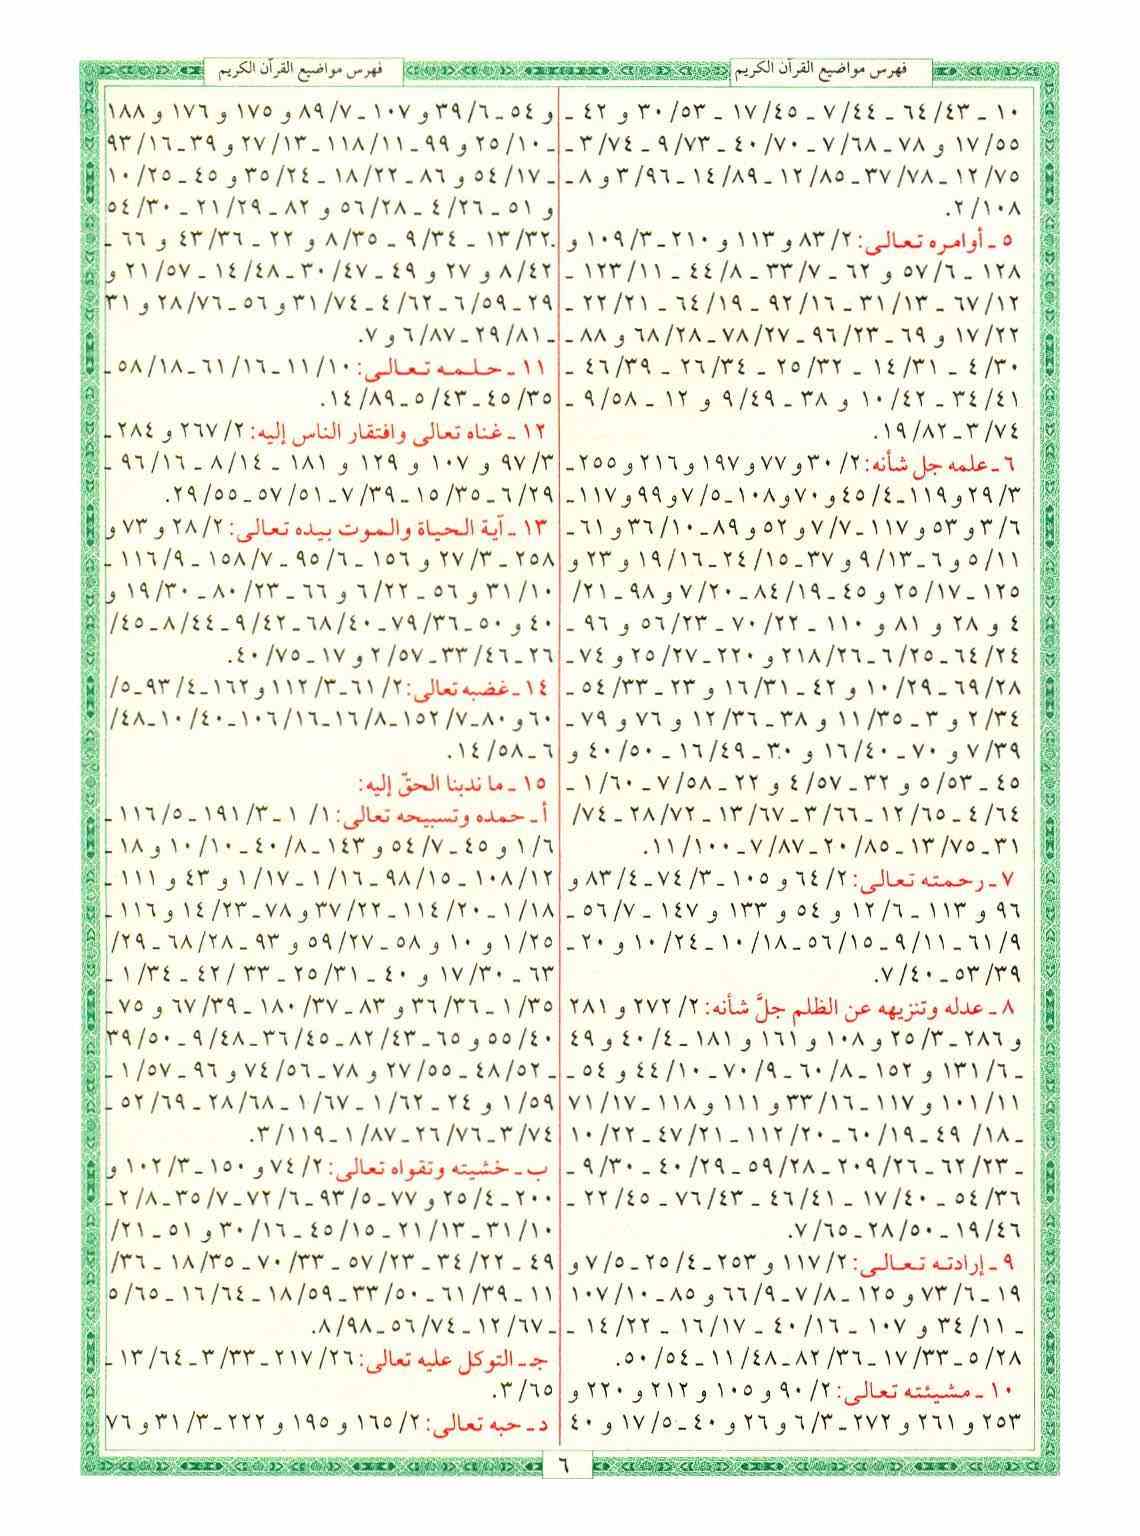 فهرس مواضيع القرآن الكريم
١٠ ـ ٦٤/٤٣ ـ ٧/٤٤ ـ ١٧/٤٥ ـ ٣٠/٥٣ و ٤٢ ـ
١٧/٥٥ و ٧٨ ـ ٧/٦٨ ـ ٤٠/٧٠ ـ ٩/٧٣ ـ ٣/٧٤ ـ
١٢/٧٥ ـ ٣٧/٧٨ ـ ١٢/٨٥ ـ ١٤/٨٩ ـ ٣/٩٦ و ٨ ـ
٢/١٠٨.
٥ ـ أوامره تعالى: ٨٣/٢ و ١١٣ و ٢١٠ ـ ١٠٩/٣ و
١٢٨ ـ ٥٧/٦ و ٦٢ ـ ٣٣/٧ ـ ٤٤/٨ ـ ١٢٣/١١ ـ
٦٧/١٢ ـ ٣١/١٣ ـ ٩٢/١٦ ـ ٦٤/١٩ ـ ٢٢/٢١ ـ
١٧/٢٢ و ٦٩ ـ ٩٦/٢٣ ـ ٧٨/٢٧ ـ ٦٨/٢٨ و ٨٨ ـ
٤/٣٠ ـ ١٤/٣١ ـ ٢٥/٣٢ ـ ٢٦/٣٤ ـ ٤٦/٣٩ ـ
٣٤/٤١ ـ ١٠/٤٢ و ٣٨ ـ ٩/٤٩ و ١٢ ـ ٩/٥٨ ـ
٣/٧٤ ـ ١٩/٨٢.
٦ ـ علمه جل شأنه: ٣٠/٢ و ٧٧ و ١٩٧ و ٢١٦ و ٢٥٥ ـ
٢٩/٣ و ١١٩ ـ ٤٥/٤ و ٧٠ و ١٠٨ ـ ٧/٥ و ٩٩ و ١١٧ ـ
٣/٦ و ٥٣ و ١١٧ ـ ٧/٧ و ٥٢ و ٨٩ ـ ٣٦/١٠ و ٦١ ـ
٥/١١ و ٦ ـ ٩/١٣ و ٣٧ ـ ٢٤/١٥ ـ ١٩/١٦ و ٢٣ و
١٢٥ ـ ٢٥/١٧ و ٤٥ ـ ٨٤/١٩ ـ ٧/٢٠ و ٩٨ ـ ٢١/
٤ و ٢٨ و ٨١ و ١١٠ ـ ٧٠/٢٢ ـ ٥٦/٢٣ و ٩٦ ـ
٦٤/٢٤ ـ ٦/٢٥ ـ ٢١٨/٢٦ و ٢٢٠ ـ ٢٥/٢٧ و ٧٤ ـ
٦٩/٢٨ ـ ١٠/٢٩ و ٤٢ ـ ١٦/٣١ و ٢٣ ـ ٥٤/٣٣ ـ
٢/٣٤ و ٣ ـ ١١/٣٥ و ٣٨ ـ ١٢/٣٦ و ٧٦ و ٧٩ ـ
٧/٣٩ و ٧٠ ـ ١٦/٤٠ و ٣٠ ـ ١٦/٤٩ ـ ٤٠/٥٠ و
٤٥ ـ ٥/٥٣ و ٣٢ ـ ٤/٥٧ و ٢٢ ـ ٧/٥٨ ـ ١/٦٠ ـ
٤/٦٤ ـ ١٢/٦٥ ـ ٣/٦٦ ـ ١٣/٦٧ ـ ٢٨/٧٢ ـ ٧٤/
٣١ ـ ١٣/٧٥ ـ ٢٠/٨٥ ـ ٧/٨٧ ـ ١١/١٠٠.
٧ ـ رحمته تعالى: ٦٤/٢ و ١٠٥ ـ ٧٤/٣ ـ ٨٣/٤ و
٩٦ و ١١٣ ـ ١٢/٦ و ٥٤ و ١٣٣ و ١٤٧ ـ ٥٦/٧ ـ
٦١/٩ ـ ٩/١١ ـ ٥٦/١٥ ـ ١٠/١٨ ـ ١٠/٢٤ و ٢٠ ـ
٥٣/٣٩ ـ ٧/٤٠.
٨ ـ عدله وتنزيهه عن الظلم جلَّ شأنه: ٢٧٢/٢ و ٢٨١
و ٢٨٦ ـ ٢٥/٣ و ١٠٨ و ١٦١ و ١٨١ ـ ٤٠/٤ و ٤٩
ـ ١٣١/٦ و ١٥٢ ـ ٦٠/٨ ـ ٧٠/٩ ـ ٤٤/١٠ و ٥٤ ـ
١٠١/١١ و ١١٧ ـ ٣٣/١٦ و ١١١ و ١١٨ ـ ٧١/١٧
ـ ١٨/ ٤٩ ـ ٦٠/١٩ ـ ١١٢/٢٠ ـ ٤٧/٢١ ـ ١٠/٢٢
ـ ٦٢/٢٣ ـ ٢٠٩/٢٦ ـ ٥٩/٢٨ ـ ٤٠/٢٩ ـ ٩/٣٠ ـ
٥٤/٣٦ ـ ١٧/٤٠ ـ ٤٦/٤١ ـ ٧٦/٤٣ ـ ٢٢/٤٥ ـ
١٩/٤٦ ـ ٢٨/٥٠ ـ ٧/٦٥.
٩ ـ إرادته تعالى: ١١٧/٢ و ٢٥٣ ـ ٢٥/٤ ـ ٧/٥ و
١٩ ـ ٧٣/٦ و ١٢٥ ـ ٧/٨ ـ ٦٦/٩ و ٨٥ ـ ١٠٧/١٠
ـ ٣٤/١١ و ١٠٧ ـ ٤٠/١٦ ـ ١٦/١٧ ـ ١٤/٢٢ ـ
٥/٢٨ ـ ١٧/٣٣ ـ ٨٢/٣٦ ـ ١١/٤٨ ـ ٥٠/٥٤.
١٠ ـ مشيئته تعالى: ٩٠/٢ و ١٠٥ و ٢١٢ و ٢٢٠ و
٢٥٣ و ٢٦١ و ٢٧٢ ـ ٦/٣ و ٢٦ و ٤٠ ـ ١٧/٥ و ٤٠
فهرس مواضيع القرآن الكريم
و ٥٤ ـ ٣٩/٦ و ١٠٧ ـ ٨٩/٧ و ١٧٥ و ١٧٦ و ١٨٨
ـ ٢٥/١٠ و ٩٩ ـ ١١٨/١١ ـ ٢٧/١٣ و ٣٩ ـ ٩٣/١٦
ـ ٥٤/١٧ و ٨٦ ـ ١٨/٢٢ ـ ٣٥/٢٤ و ٤٥ ـ ١٠/٢٥
و ٥١ ـ ٤/٢٦ ـ ٥٦/٢٨ و ٨٢ ـ ٢١/٢٩ ـ ٥٤/٣٠
ـ ١٣/٣٢ ـ ٩/٣٤ ـ ٨/٣٥ و ٢٢ ـ ٤٣/٣٦ و ٦٦ ـ
٨/٤٢ و ٢٧ و ٤٩ ـ ٣٠/٤٧ ـ ١٤/٤٨ ـ ٢١/٥٧ و
٢٩ ـ ٦/٥٩ ـ ٤/٦٢ ـ ٣١/٧٤ و ٥٦ ـ ٢٨/٧٦ و ٣١
ـ ٢٩/٨١ ـ ٦/٨٧ و ٧.
١١ ـ حلمه تعالى: ١١/١٠ ـ ٦١/١٦ ـ ٥٨/١٨ ـ
٤٥/٣٥ ـ ٥/٤٣ ـ ١٤/٨٩.
١٢ ـ غناه تعالى وافتقار الناس إليه: ٢٦٧/٢ و ٢٨٤ ـ
٩٧/٣ و ١٠٧ و ١٢٩ و ١٨١ ـ ٨/١٤ ـ ٩٦/١٦ ـ
٦/٢٩ ـ ١٥/٣٥ ـ ٧/٣٩ ـ ٥٧/٥١ ـ ٢٩/٥٥.
١٣ ـ آية الحياة والموت بيده تعالى: ٢٨/٢ و ٧٣ و
٢٥٨ ـ ٢٧/٣ و ١٥٦ ـ ٩٥/٦ ـ ١٥٨/٧ ـ ١١٦/٩ ـ
٣١/١٠ و ٥٦ ـ ٦/٢٢ و ٦٦ ـ ٨٠/٢٣ ـ ١٩/٣٠ و
٤٠ و ٥٠ ـ ٧٩/٣٦ ـ ٦٨/٤٠ ـ ٩/٤٢ ـ ٨/٤٤ ـ ٤٥/
٢٦ ـ ٣٣/٤٦ ـ ٢/٥٧ و ١٧ ـ ٤٠/٧٥.
١٤ ـ غضبه تعالى: ٦١/٢ ـ ١١٢/٣ و ١٦٢ ـ ٩٣/٤ ـ ٥/
٦٠ و ٨٠ ـ ١٥٢/٧ ـ ١٦/٨ ـ ١٠٦/١٦ ـ ١٠/٤٠ ـ ٤٨/
٦ ـ ١٤/٥٨.
١٥ ـ ما ندبنا الحقّ إليه:
أ ـ حمده وتسبيحه تعالى: ١/ ١ ـ ١٩١/٣ ـ ١١٦/٥ ـ
١/٦ و ٤٥ ـ ٥٤/٧ و ١٤٣ ـ ٤٠/٨ ـ ١٠/١٠ و ١٨ ـ
١٠٨/١٢ ـ ٩٨/١٥ ـ ١/١٦ ـ ١/١٧ و ٤٣ و ١١١ ـ
١/١٨ ـ ١١٤/٢٠ ـ ٣٧/٢٢ و ٧٨ ـ ١٤/٢٣ و ١١٦ ـ
١/٢٥ و ١٠ و ٥٨ ـ ٥٩/٢٧ و ٩٣ ـ ٦٨/٢٨ ـ ٢٩/
٦٣ ـ ١٧/٣٠ و ٤٠ ـ ٢٥/٣١ ـ ٣٣ /٤٢ ـ ١/٣٤ ـ
١/٣٥ ـ ٣٦/٣٦ و ٨٣ ـ ١٨٠/٣٧ ـ ٦٧/٣٩ و ٧٥ ـ
٥٥/٤٠ و ٦٥ ـ ٨٢/٤٣ ـ ٣٦/٤٥ ـ ٩/٤٨ ـ ٣٩/٥٠
ـ ٤٨/٥٢ ـ ٢٧/٥٥ و ٧٨ ـ ٧٤/٥٦ و ٩٦ ـ ١/٥٧ ـ
١/٥٩ و ٢٤ ـ ١/٦٢ ـ ١/٦٧ ـ ٢٨/٦٨ ـ ٥٢/٦٩ ـ
٣/٧٤ ـ ٢٦/٧٦ ـ ١/٨٧ ـ ٣/١١٩.
ب ـ خشيته وتقواه تعالى: ٧٤/٢ و ١٥٠ ـ ١٠٢/٣ و
٢٠٠ ـ ٢٥/٤ و ٧٧ ـ ٩٣/٥ ـ ٧٢/٦ ـ ٣٥/٧ ـ ٢/٨ ـ
٣١/١٠ ـ ٢١/١٣ ـ ٤٥/١٥ ـ ٣٠/١٦ و ٥١ ـ ٢١/
٤٩ ـ ٣٤/٢٢ ـ ٥٧/٢٣ ـ ٧٠/٣٣ ـ ١٨/٣٥ ـ ٣٦/
١١ ـ ٦١/٣٩ ـ ٣٣/٥٠ ـ ١٨/٥٩ ـ ١٦/٦٤ ـ ٥/٦٥
ـ ١٢/٦٧ ـ ٥٦/٧٤ ـ ٨/٩٨.
جـ ـ التوكل عليه تعالى: ٢١٧/٢٦ ـ ٣/٣٣ ـ ١٣/٦٤ ـ
٣/٦٥.
د ـ حبه تعالى: ١٦٥/٢ و ١٩٥ و ٢٢٢ ـ ٣١/٣ و ٧٦
٦